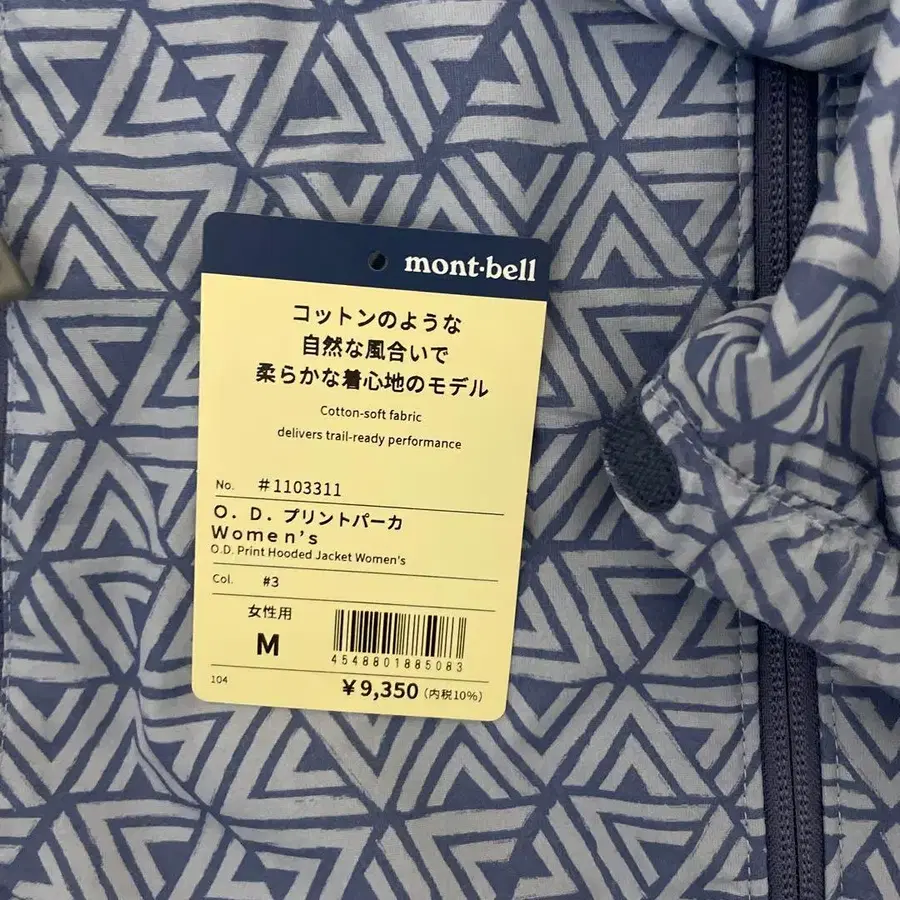 mont-bell
コットンのような
自然な風合いで
柔らかな着心地のモデル
Cotton-soft fabric
delivers trail-ready performance
No. #1103311
O. D. プリントパーカ
Women's
O.D. Print Hooded Jacket Women's
Col. #3
女性用
M
4548801885083
104
¥9,350 (内税10%)